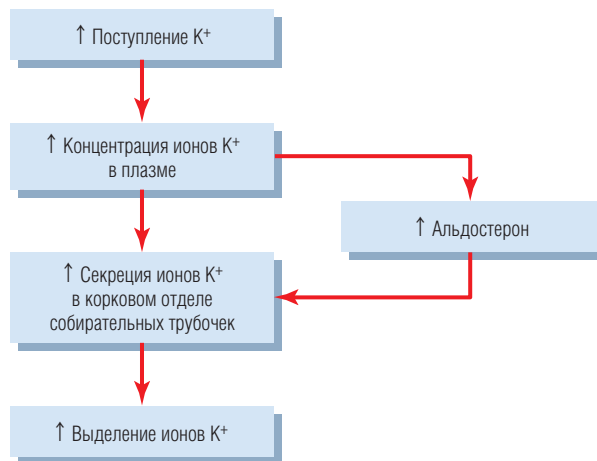 ↑ Поступление K⁺
↑ Концентрация ионов K⁺
в плазме
↑ Альдостерон
↑ Секреция ионов K⁺
в корковом отделе
собирательных трубочек
↑ Выделение ионов K⁺